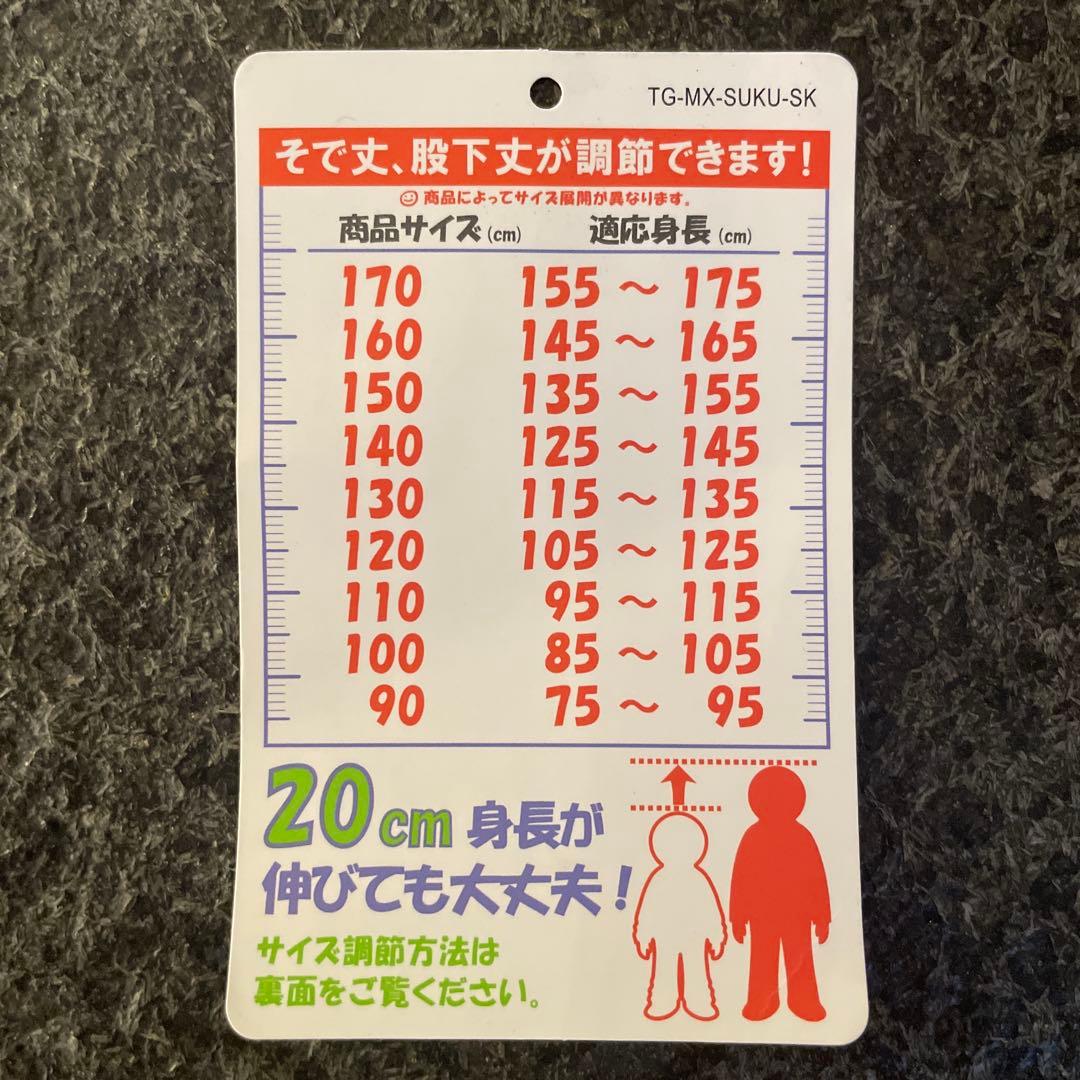 TG-MX-SUKU-SK
そで丈、股下丈が調節できます!
商品によってサイズ展開が異なります。
商品サイズ(cm) 適応身長(cm)
170 155 〜 175
160 145 〜 165
150 135 〜 155
140 125 〜 145
130 115 〜 135
120 105 〜 125
110 95 〜 115
100 85 〜 105
90 75 〜 95
20cm 身長が
伸びても大丈夫!
サイズ調節方法は
裏面をご覧ください。